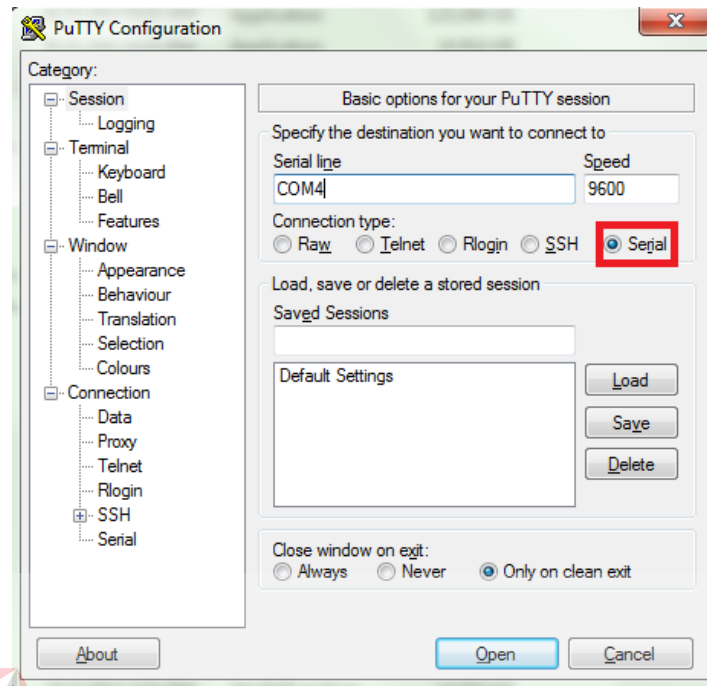 PuTTY Configuration
Category:
Session
Logging
Terminal
Keyboard
Bell
Features
Window
Appearance
Behaviour
Translation
Selection
Colours
Connection
Data
Proxy
Telnet
Rlogin
SSH
Serial
Basic options for your PuTTY session
Specify the destination you want to connect to
Serial line Speed
COM4 9600
Connection type:
Raw Telnet Rlogin SSH Serial
Load, save or delete a stored session
Saved Sessions
Default Settings
Load
Save
Delete
Close window on exit:
Always Never Only on clean exit
About Open Cancel